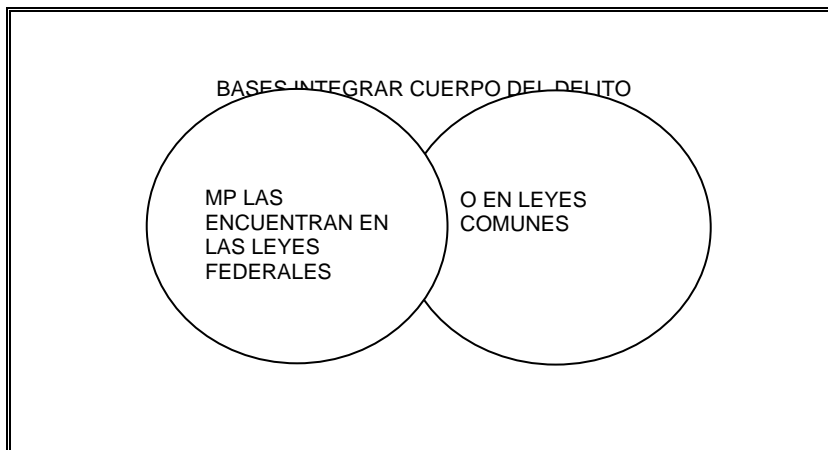 BASES INTEGRAR CUERPO DEL DELITO
MP LAS
ENCUENTRAN EN
LAS LEYES
FEDERALES
O EN LEYES
COMUNES